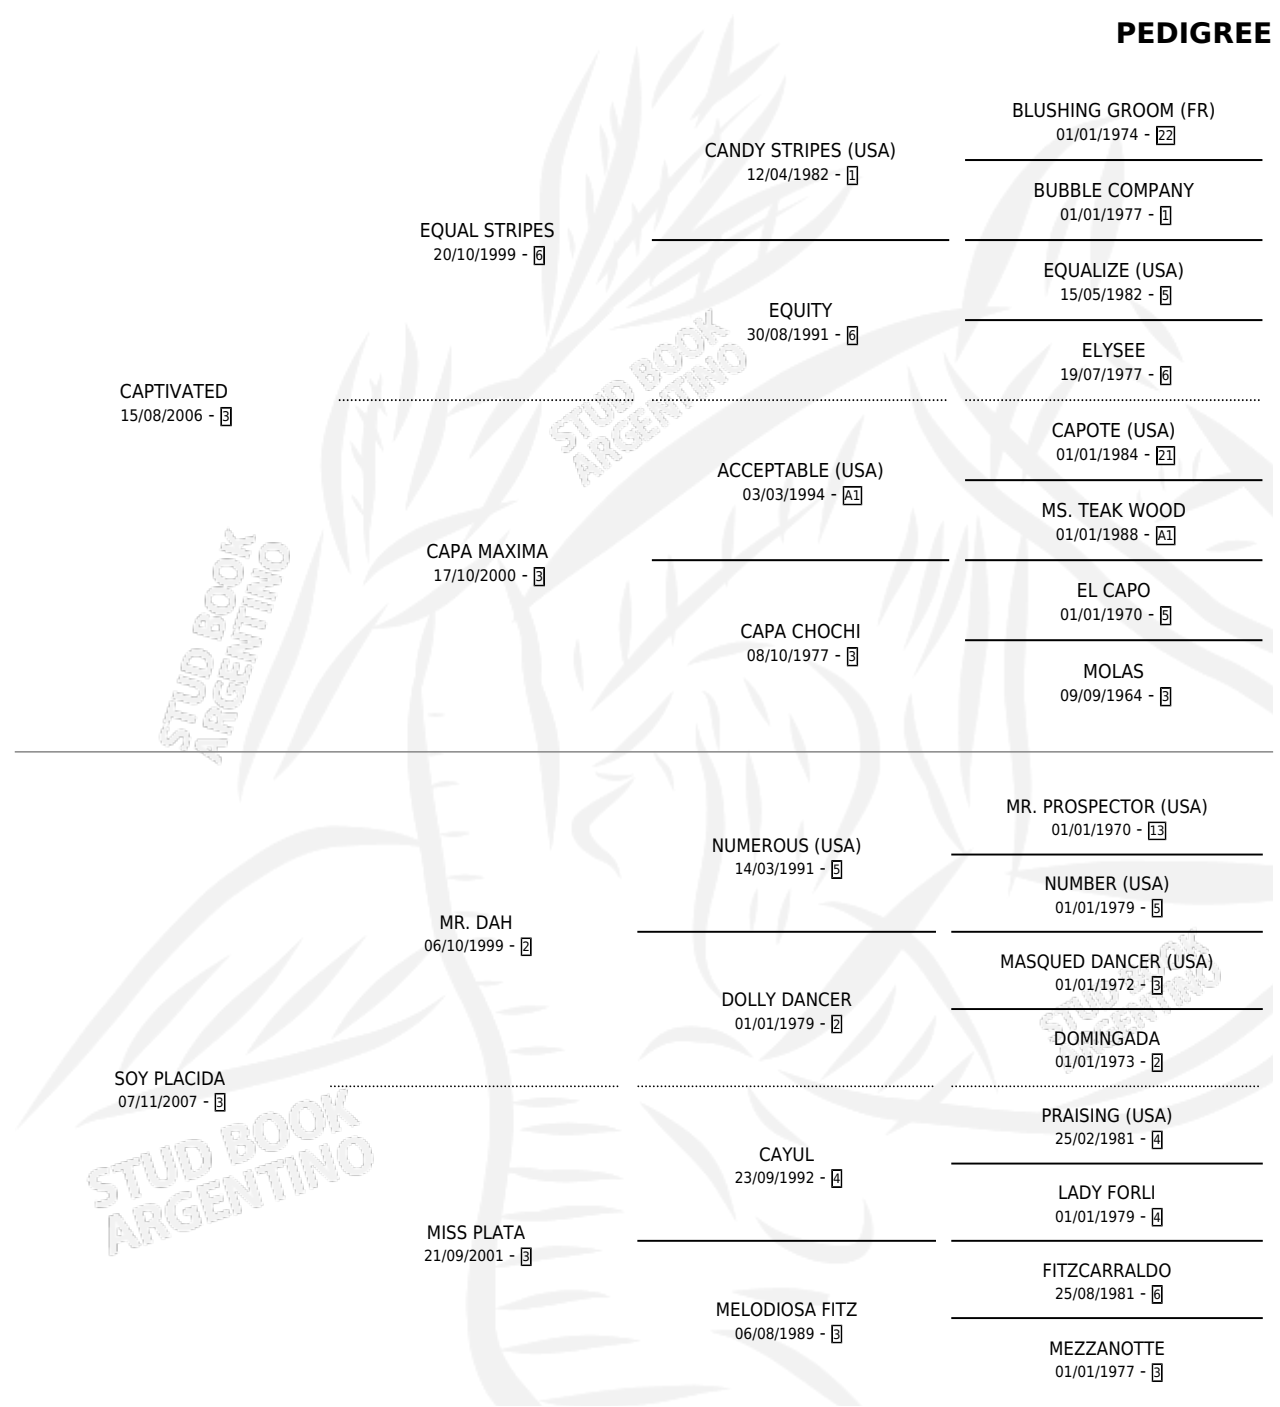 PEDIGREE
BLUSHING GROOM (FR)
01/01/1974 - 22
CANDY STRIPES (USA)
12/04/1982 - 1
BUBBLE COMPANY
01/01/1977 - 1
EQUAL STRIPES
20/10/1999 - 6
EQUALIZE (USA)
15/05/1982 - 5
EQUITY
30/08/1991 - 6
ELYSEE
19/07/1977 - 6
CAPTIVATED
15/08/2006 - 3
CAPOTE (USA)
01/01/1984 - 21
ACCEPTABLE (USA)
03/03/1994 - A1
MS. TEAK WOOD
01/01/1988 - A1
CAPA MAXIMA
17/10/2000 - 3
EL CAPO
01/01/1970 - 5
CAPA CHOCHI
08/10/1977 - 3
MOLAS
09/09/1964 - 3
MR. PROSPECTOR (USA)
01/01/1970 - 13
NUMEROUS (USA)
14/03/1991 - 5
NUMBER (USA)
01/01/1979 - 5
MR. DAH
06/10/1999 - 2
MASQUED DANCER (USA)
01/01/1972 - 3
DOLLY DANCER
01/01/1979 - 2
DOMINGADA
01/01/1973 - 2
SOY PLACIDA
07/11/2007 - 3
PRAISING (USA)
25/02/1981 - 4
CAYUL
23/09/1992 - 4
LADY FORLI
01/01/1979 - 4
MISS PLATA
21/09/2001 - 3
FITZCARRALDO
25/08/1981 - 6
MELODIOSA FITZ
06/08/1989 - 3
MEZZANOTTE
01/01/1977 - 3
STUD BOOK
ARGENTINO
STUD BOOK
ARGENTINO
STUD BOOK
ARGENTINO
STUD BOOK
ARGENTINO